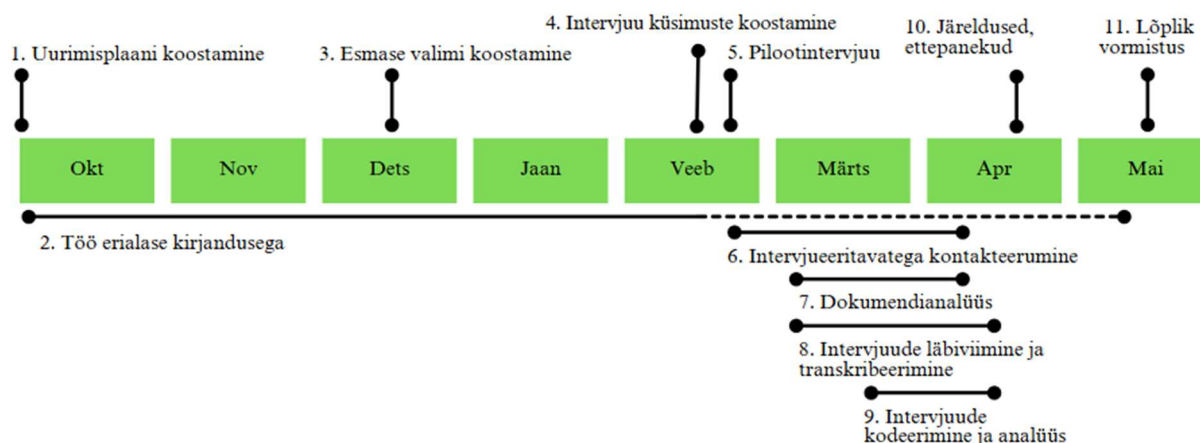 4. Intervjuu küsimuste koostamine
10. Järeldused,
ettepanekud
11. Lõplik
vormistus
1. Uurimisplaani koostamine
3. Esmase valimi koostamine
5. Pilootintervjuu
Okt
Nov
Dets
Jaan
Veeb
Märts
Apr
Mai
2. Töö erialase kirjandusega
6. Intervjueeritavatega kontakteerumine
7. Dokumendianalüüs
8. Intervjuude läbiviimine ja
transkribeerimine
9. Intervjuude
kodeerimine ja analüüs